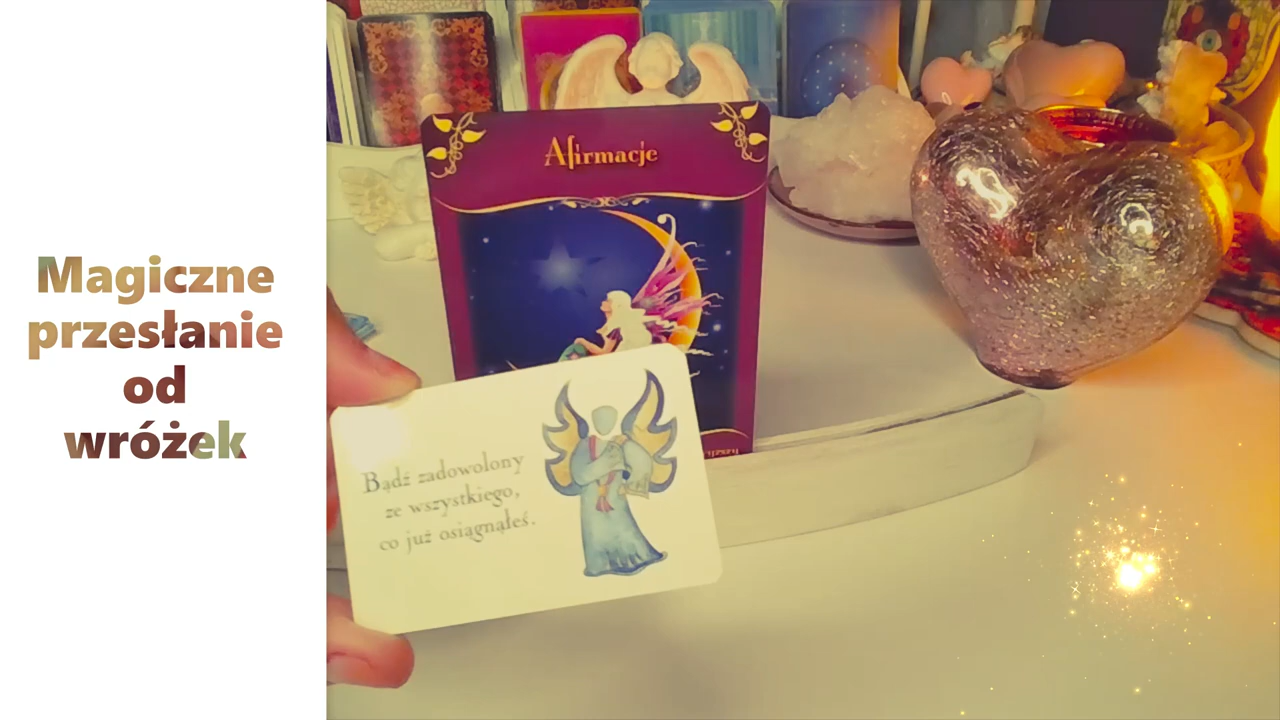 Magiczne
przesłanie
od
wróżek
Afirmacje
Bądź zadowolony
ze wszystkiego,
co już osiągnąłeś.